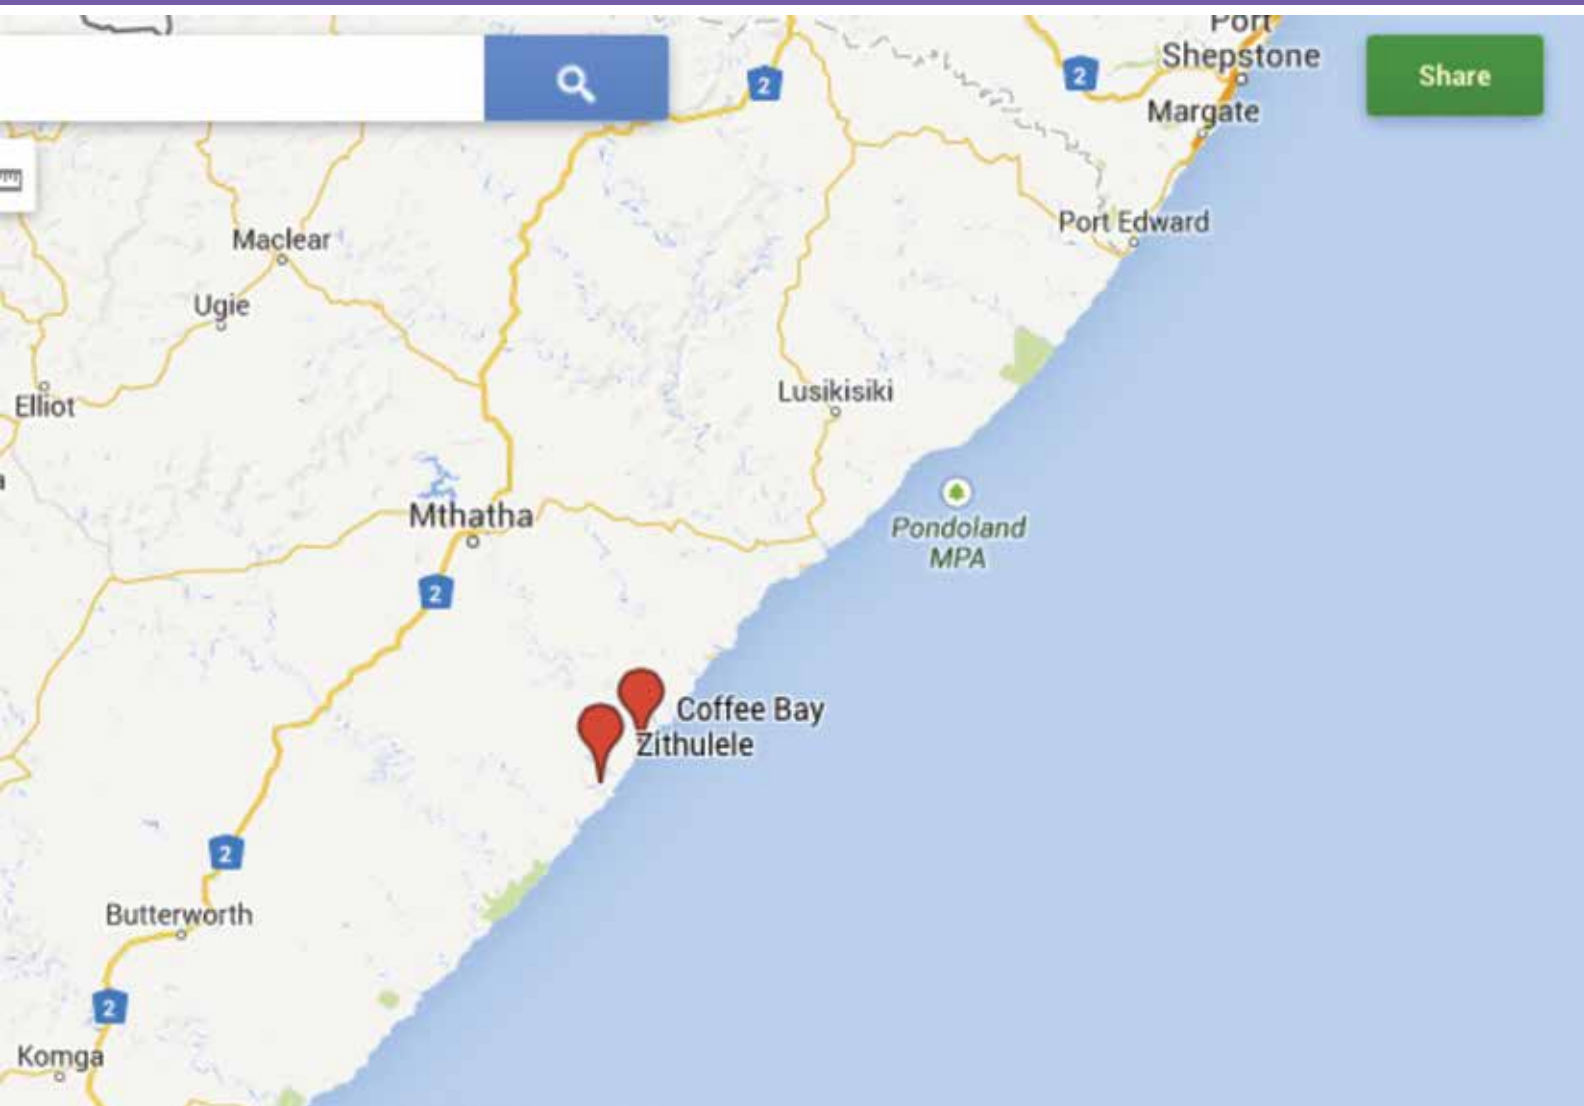 Port
Shepstone
Share
2
2
Margate
Port Edward
Maclear
Ugie
Lusikisiki
Elliot
Mthatha
Pondoland
MPA
2
Coffee Bay
Zithulele
2
Butterworth
2
Komga